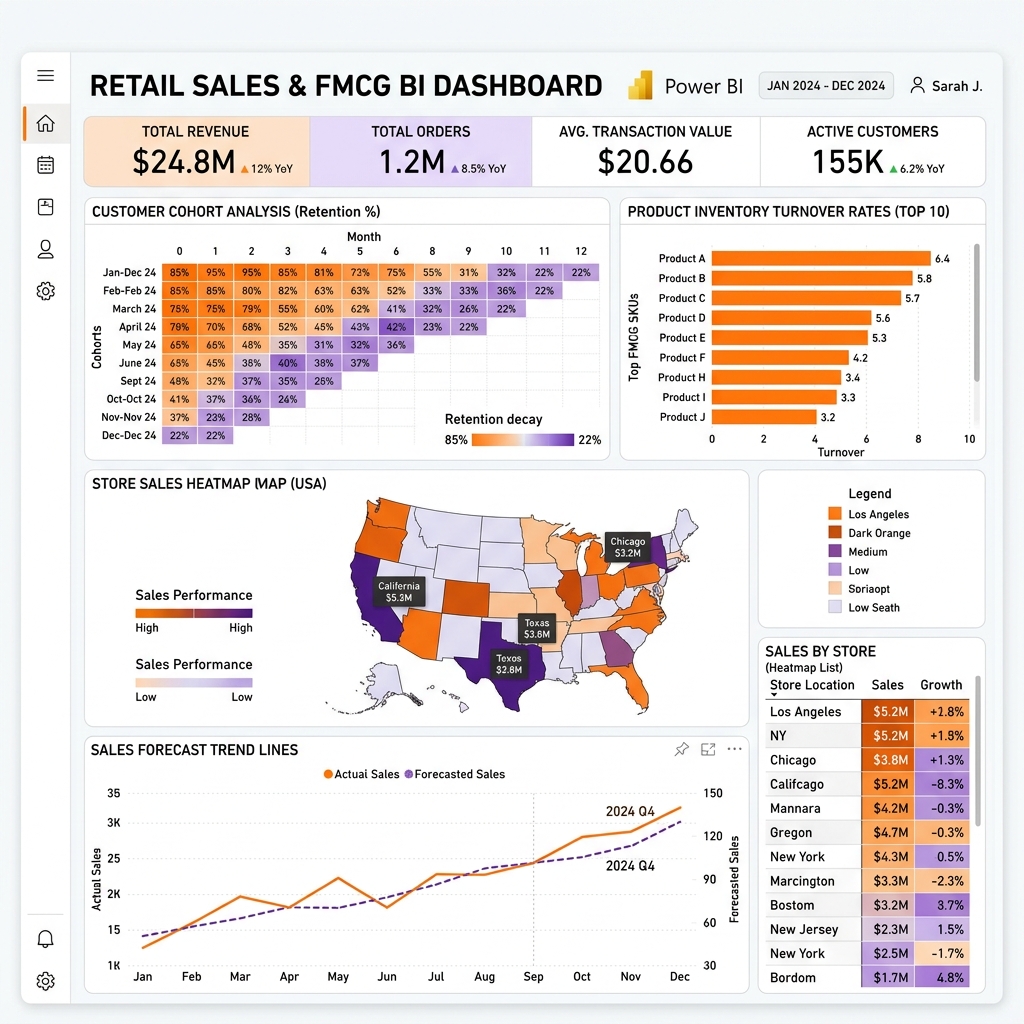 RETAIL SALES & FMCG BI DASHBOARD
Power BI
JAN 2024 - DEC 2024
Sarah J.
TOTAL REVENUE
$24.8M ▲ 12% YoY
TOTAL ORDERS
1.2M ▲ 8.5% YoY
AVG. TRANSACTION VALUE
$20.66
ACTIVE CUSTOMERS
155K ▲ 6.2% YoY
CUSTOMER COHORT ANALYSIS (Retention %)
Month
0 1 2 3 4 5 6 8 9 10 11 12
Cohorts
Jan-Dec 24 85% 95% 95% 85% 81% 73% 75% 55% 31% 32% 22% 22%
Feb-Feb 24 85% 85% 80% 82% 63% 63% 52% 33% 33% 36% 22%
March 24 75% 75% 79% 55% 60% 62% 41% 32% 26% 22%
April 24 70% 70% 68% 52% 45% 43% 42% 23% 22%
May 24 65% 66% 48% 35% 31% 32% 36%
June 24 65% 45% 38% 40% 38% 37%
Sept 24 48% 32% 37% 35% 28%
Oct-Oct 24 41% 37% 36% 24%
Nov-Nov 24 37% 23% 28%
Dec-Dec 24 22% 22%
Retention decay
85% 22%
PRODUCT INVENTORY TURNOVER RATES (TOP 10)
Top FMOG SKUs
Product A 6.4
Product B 5.8
Product C 5.7
Product D 5.6
Product E 5.3
Product F 4.2
Product H 3.4
Product I 3.3
Product J 3.2
0 2 4 6 8 10
Turnover
STORE SALES HEATMAP (MAP (USA)
Sales Performance
High High
Sales Performance
Low Low
Chicago
$3.2M
California
$5.3M
Texas
$3.8M
Texos
$2.8M
Legend
Los Angeles
Dark Orange
Medium
Low
Soriaopt
Low Seath
SALES BY STORE
(Heatmap List)
Store Location Sales Growth
Los Angeles $5.2M +2.8%
NY $5.2M +1.8%
Chicago $3.8M +1.3%
Califcago $5.2M -8.3%
Mannara $4.2M -0.3%
Gregon $4.7M -0.3%
New York $4.3M 0.5%
Marcington $3.3M -2.3%
Bostom $3.2M 3.7%
New Jersey $2.3M 1.5%
New York $2.5M -1.7%
Bordom $1.7M 4.8%
SALES FORECAST TREND LINES
Actual Sales Forecasted Sales
Actual Sales
35
3K
25
2K
15
1K
2024 Q4
2024 Q4
150
120
90
60
30
Forecasted Sales
Jan Feb Mar Apr May Jun Jul Aug Sep Oct Nov Dec